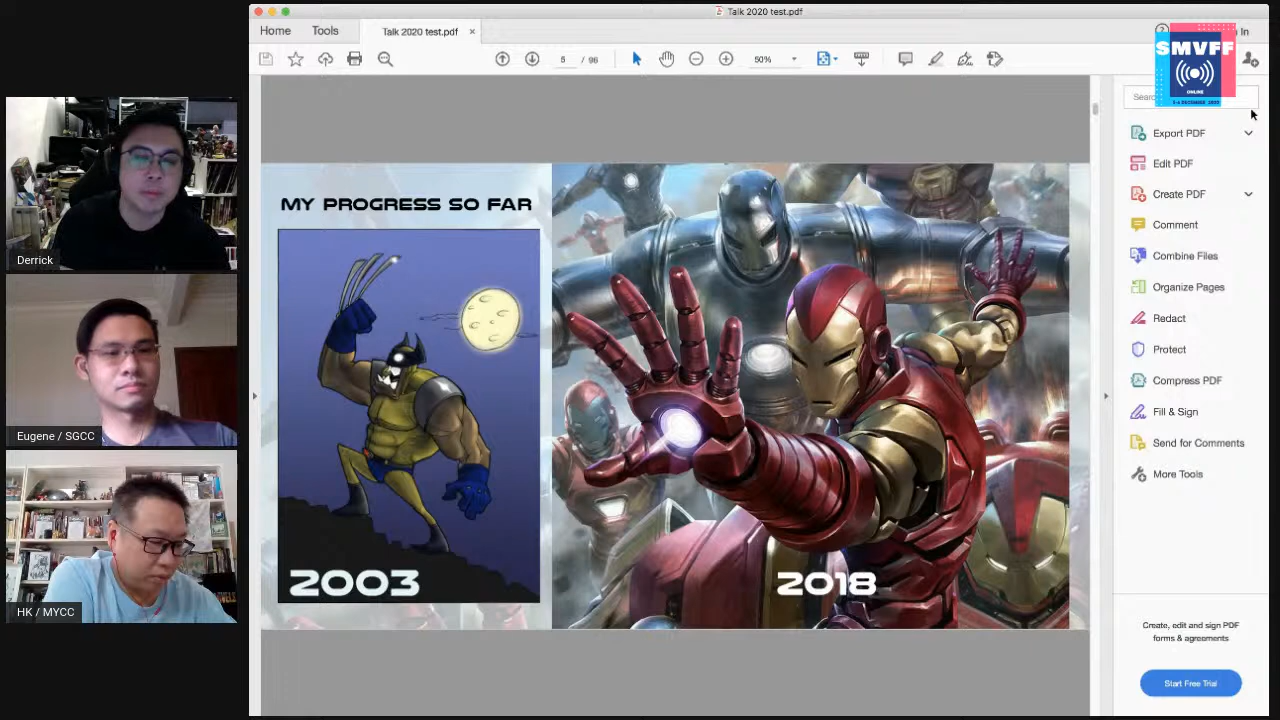 Talk 2020 test.pdf
Home
Tools
Talk 2020 test.pdf
In
5 / 96
50%
SMVFF
ONLINE
Export PDF
Edit PDF
Create PDF
Comment
Combine Files
Organize Pages
Redact
Protect
Compress PDF
Fill & Sign
Send for Comments
More Tools
Create, edit and sign PDF
forms & agreements
Start Free Trial
MY PROGRESS SO FAR
2003
2018
Derrick
Eugene / SGCC
HK / MYCC